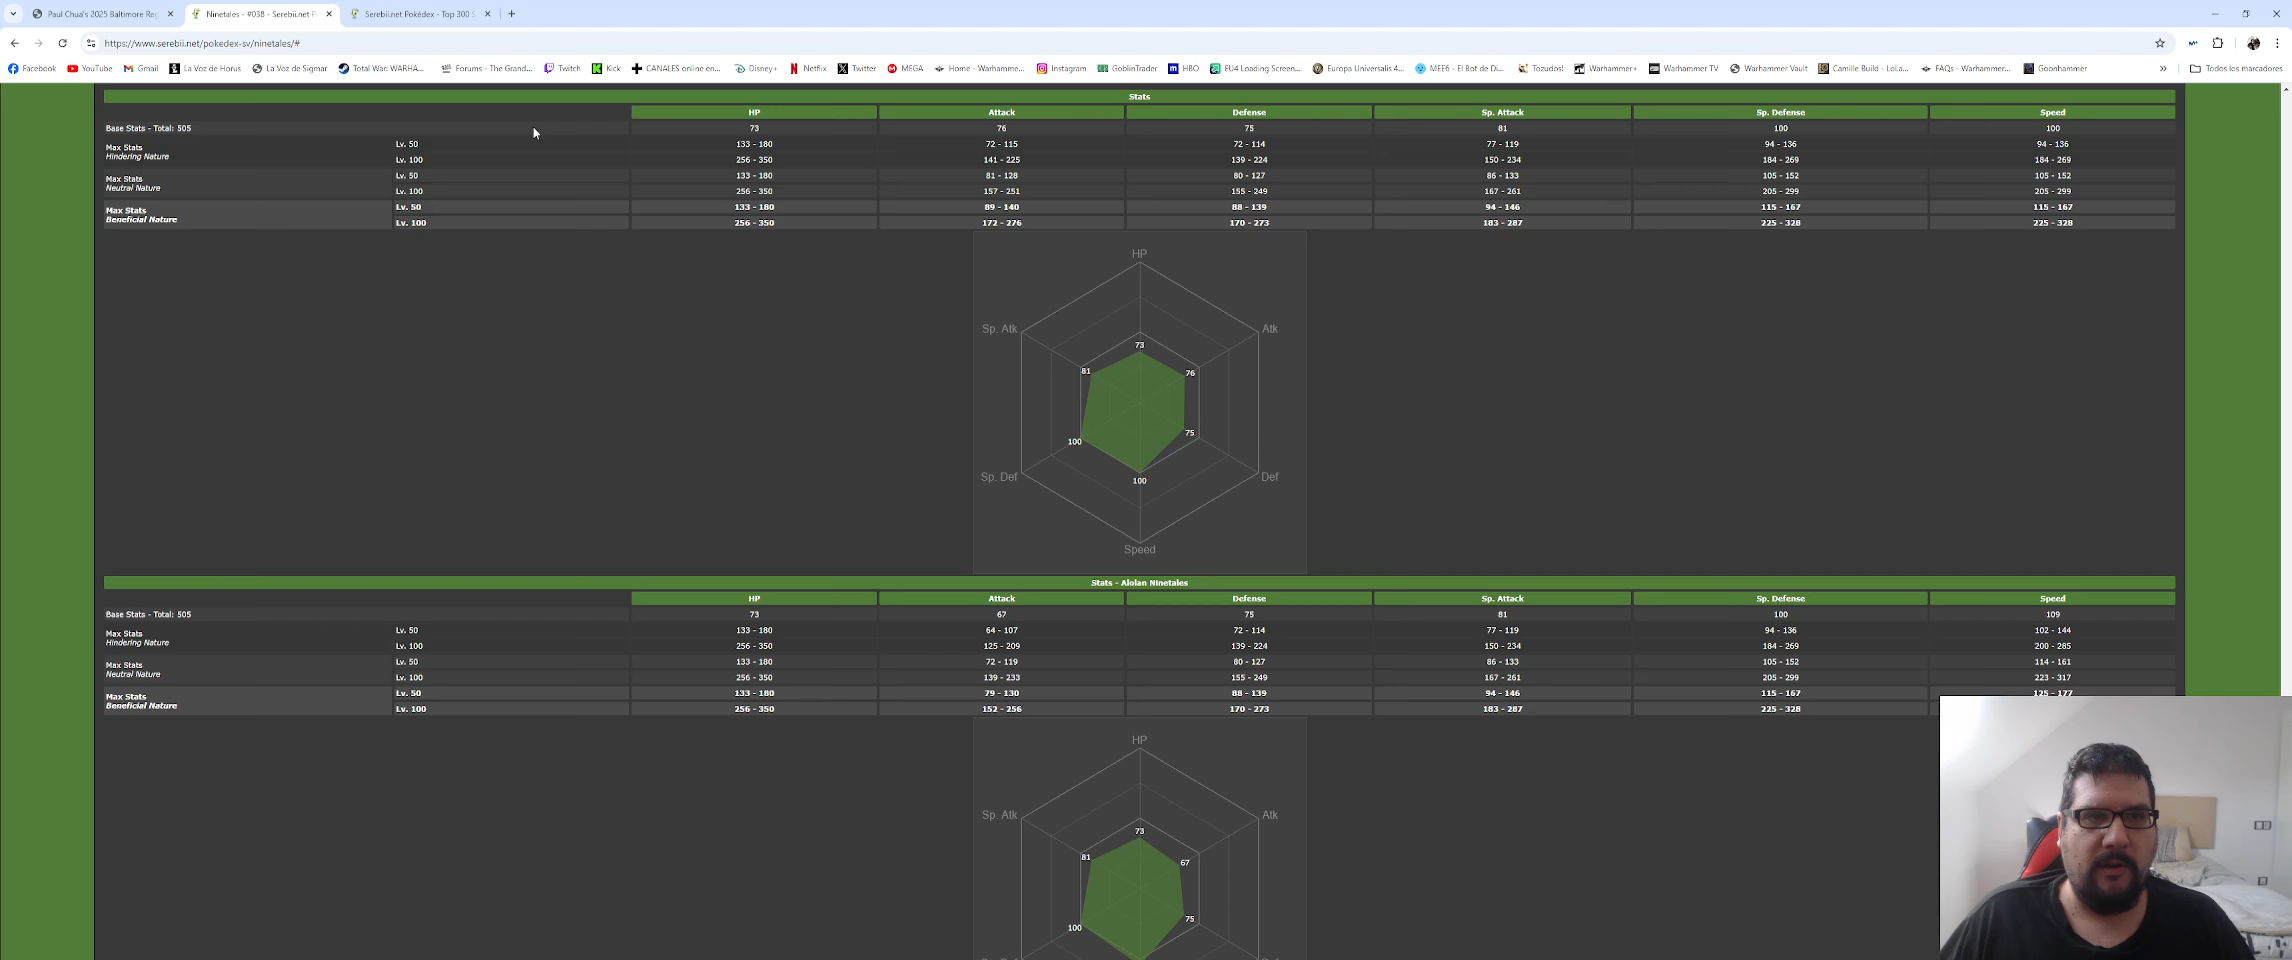 Paul Chua's 2025 Baltimore Reg
Ninetales - #038 - Serebii.net P
Serebii.net Pokédex - Top 300 S
https://www.serebii.net/pokedex-sv/ninetales/#
Facebook YouTube Gmail La Voz de Horus La Voz de Sigmar Total War: WARHA... Forums - The Grand... Twitch Kick CANALES online en... Disney+ Netflix Twitter MEGA Home - Warhamme... Instagram GoblinTrader HBO EU4 Loading Screen... Europa Universalis 4... MEE6 - El Bot de Di... Tozudos! Warhammer+ Warhammer TV Warhammer Vault Camille Build - LoLa... FAQs - Warhammer... Goonhammer » Todos los marcadores
Stats
HP Attack Defense Sp. Attack Sp. Defense Speed
Base Stats - Total: 505 73 76 75 81 100 100
Max Stats
Hindering Nature
Lv. 50 133 - 180 72 - 115 72 - 114 77 - 119 94 - 136 94 - 136
Lv. 100 256 - 350 141 - 225 139 - 224 150 - 234 184 - 269 184 - 269
Max Stats
Neutral Nature
Lv. 50 133 - 180 81 - 128 80 - 127 86 - 133 105 - 152 105 - 152
Lv. 100 256 - 350 157 - 251 155 - 249 167 - 261 205 - 299 205 - 299
Max Stats
Beneficial Nature
Lv. 50 133 - 180 89 - 140 88 - 139 94 - 146 115 - 167 115 - 167
Lv. 100 256 - 350 172 - 276 170 - 273 183 - 287 225 - 328 225 - 328
HP
Sp. Atk Atk
73
81 76
100 75
Sp. Def Def
100
Speed
Stats - Alolan Ninetales
HP Attack Defense Sp. Attack Sp. Defense Speed
Base Stats - Total: 505 73 67 75 81 100 109
Max Stats
Hindering Nature
Lv. 50 133 - 180 64 - 107 72 - 114 77 - 119 94 - 136 102 - 144
Lv. 100 256 - 350 125 - 209 139 - 224 150 - 234 184 - 269 200 - 285
Max Stats
Neutral Nature
Lv. 50 133 - 180 72 - 119 80 - 127 86 - 133 105 - 152 114 - 161
Lv. 100 256 - 350 139 - 233 155 - 249 167 - 261 205 - 299 223 - 317
Max Stats
Beneficial Nature
Lv. 50 133 - 180 79 - 130 88 - 139 94 - 146 115 - 167 125 - 177
Lv. 100 256 - 350 152 - 256 170 - 273 183 - 287 225 - 328
HP
Sp. Atk Atk
73
81 67
100 75